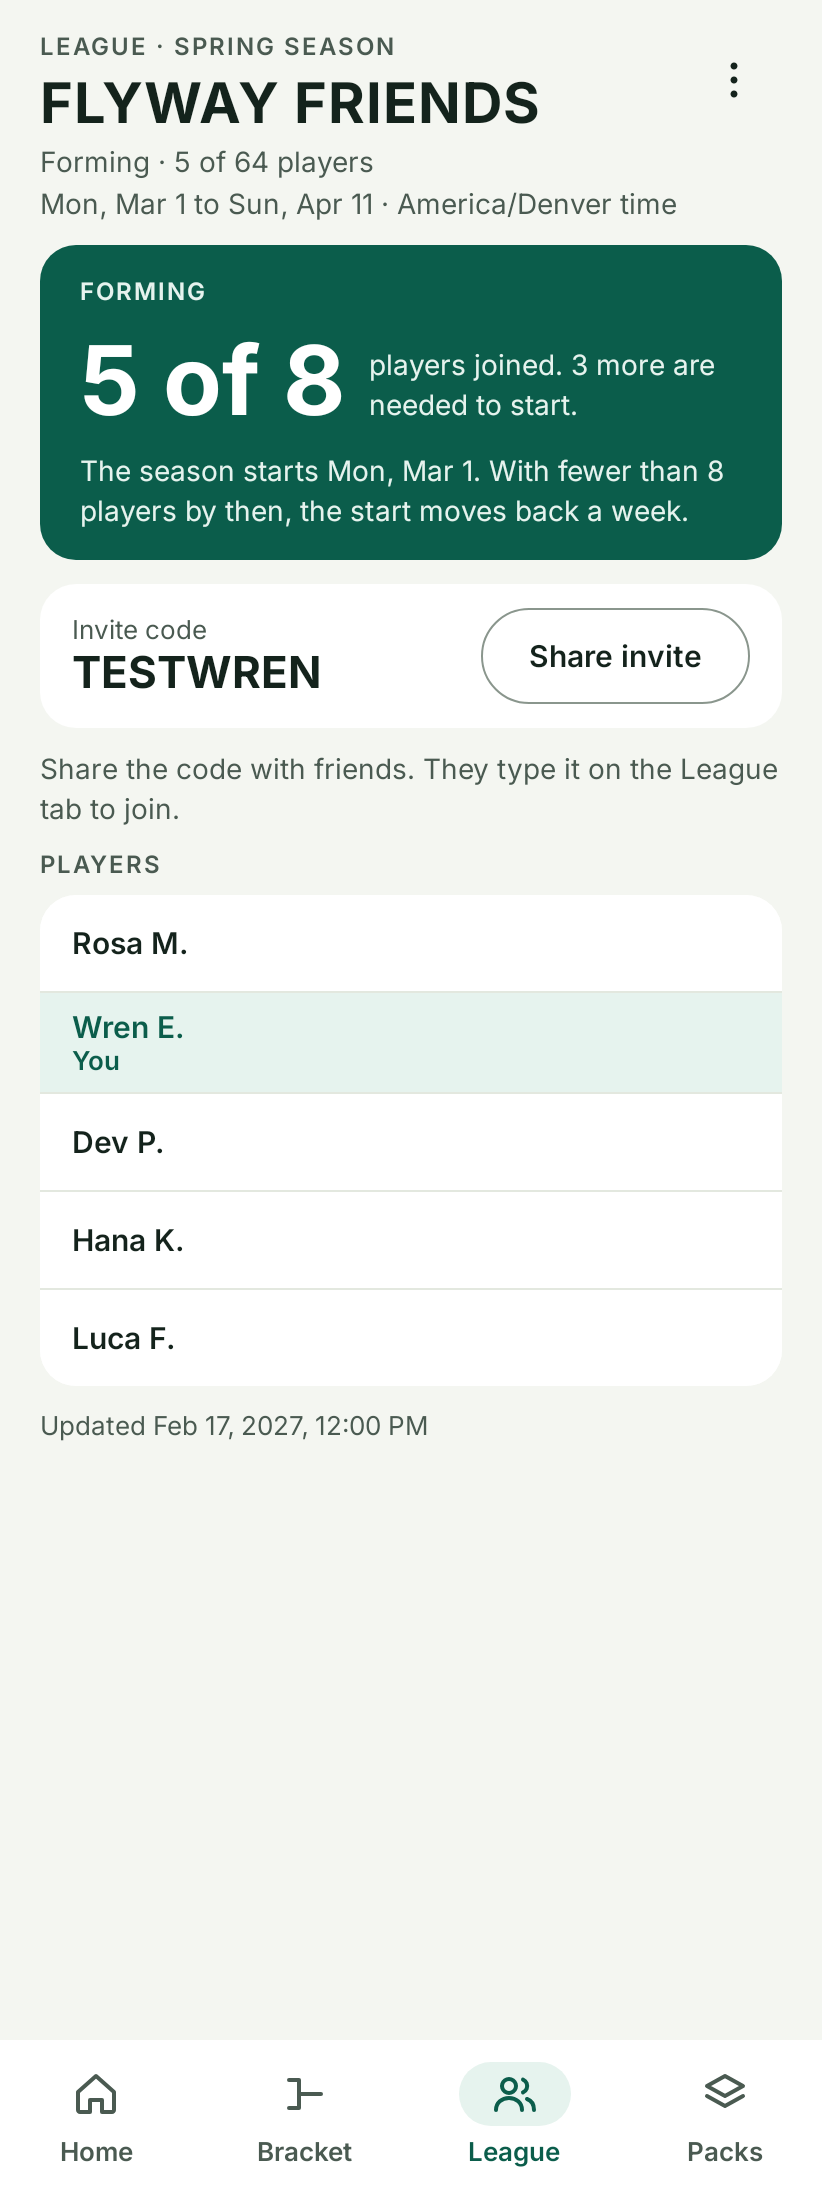 LEAGUE · SPRING SEASON
FLYWAY FRIENDS
Forming · 5 of 64 players
Mon, Mar 1 to Sun, Apr 11 · America/Denver time
FORMING
5 of 8
players joined. 3 more are
needed to start.
The season starts Mon, Mar 1. With fewer than 8
players by then, the start moves back a week.
Invite code
TESTWREN
Share invite
Share the code with friends. They type it on the League
tab to join.
PLAYERS
Rosa M.
Wren E.
You
Dev P.
Hana K.
Luca F.
Updated Feb 17, 2027, 12:00 PM
Home
Bracket
League
Packs